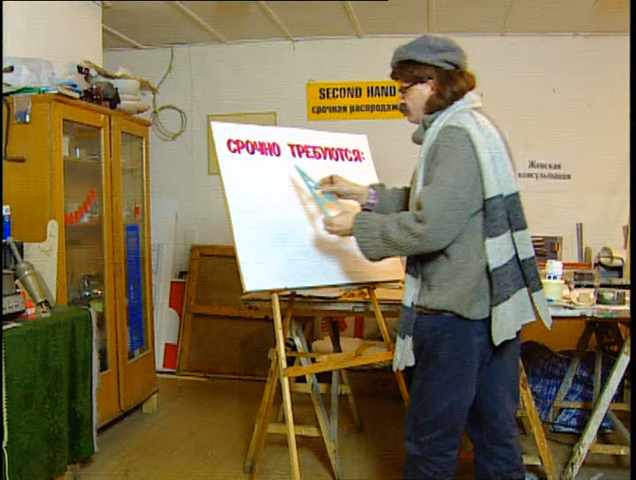 SECOND HAND
срочная распродажа
СРОЧНО ТРЕБУЮТСЯ:
Женская
консультация